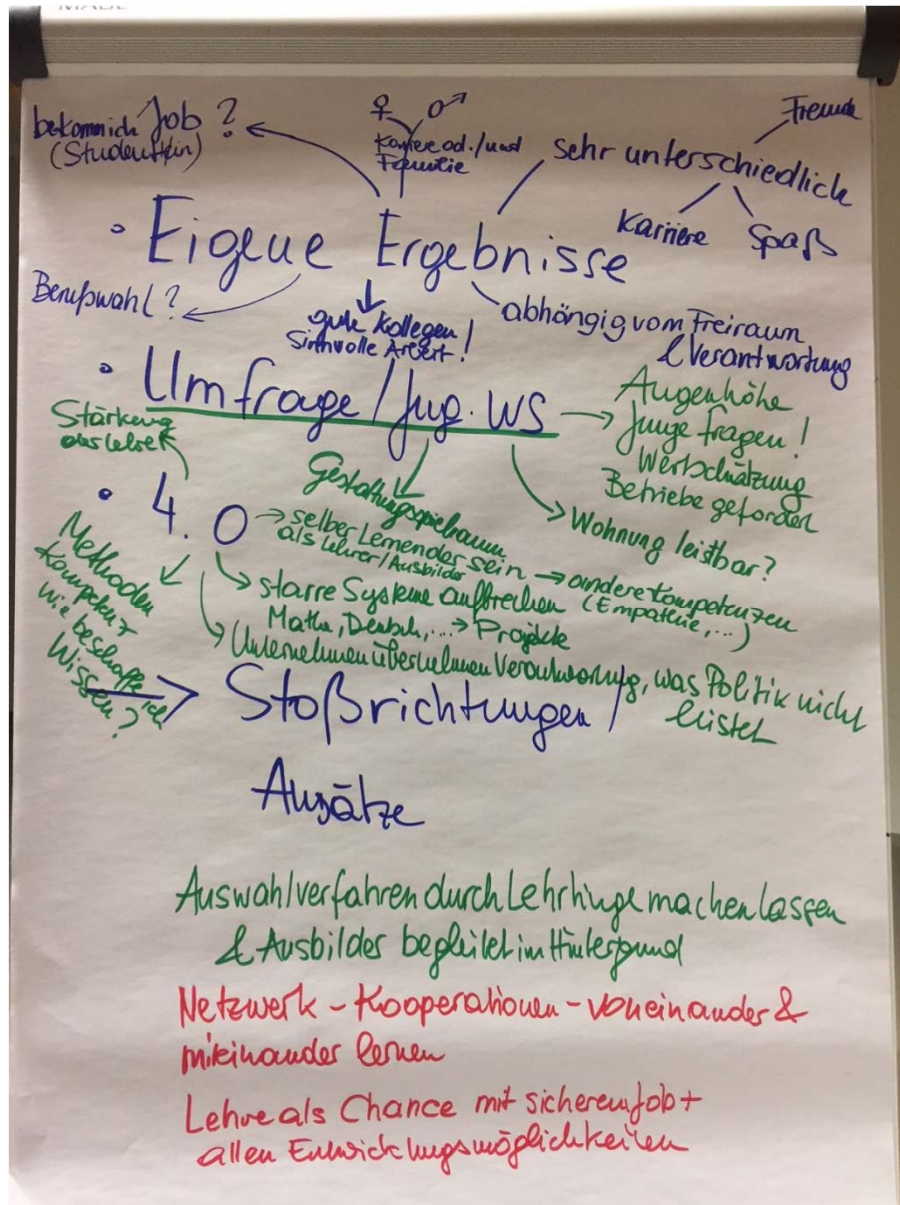 bekomm ich Job?
(StudentIn)
♀ ♂
Karriere od./und
Familie
sehr unterschiedlich
Freunde
Karriere
Spaß
• Eigene Ergebnisse
Berufswahl?
gute Kollegen!
Sinnvolle Arbeit!
abhängig vom Freiraum
& Verantwortung
• Umfrage/Jug. WS
Augenhöhe
Junge fragen!
Wertschätzung
Betriebe gefordert
Stärkung
der Lehre
Gestaltungsspielraum
Wohnung leistbar?
• 4.0
selber Lernender sein
als Lehrer/Ausbilder
andere Kompetenzen
(Empathie,...)
starre Systeme aufbrechen
Mathe, Deutsch,... → Projekte
Unternehmen übernehmen Verantwortung, was Politik nicht
leistet
Methoden
Kompetenz
Wie beschaffe ich
Wissen?
→ Stoßrichtungen/
Ansätze
Auswahlverfahren durch Lehrlinge machen lassen
& Ausbilder begleitet im Hintergrund
Netzwerk - Kooperationen - voneinander &
miteinander lernen
Lehre als Chance mit sicherem Job +
allen Entwicklungsmöglichkeiten